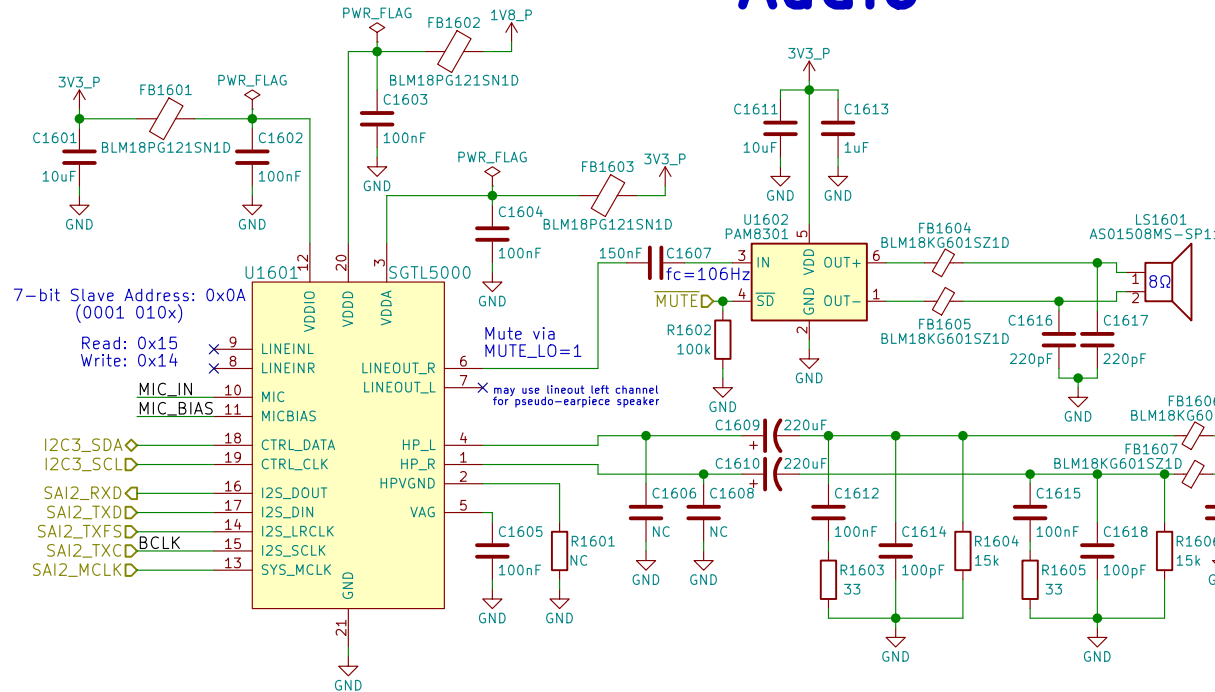 Audio
PWR_FLAG
FB1602
1V8_P
BLM18PG121SN1D
C1603
100nF
GND
3V3_P
FB1601
PWR_FLAG
C1601
BLM18PG121SN1D
C1602
10uF
100nF
GND
GND
PWR_FLAG
FB1603
3V3_P
C1604
BLM18PG121SN1D
100nF
GND
3V3_P
C1611
C1613
10uF
1uF
GND
GND
U1602
PAM8301
150nF
C1607
fc=106Hz
3
IN
5
VDD
OUT+
6
MUTE
4
SD
GND
OUT-
1
2
GND
R1602
100k
GND
FB1604
BLM18KG601SZ1D
FB1605
BLM18KG601SZ1D
LS1601
AS01508MS-SP11
1
8Ω
2
C1616
C1617
220pF
220pF
GND
U1601
SGTL5000
12
20
3
VDDIO
VDDD
VDDA
7-bit Slave Address: 0x0A
(0001 010x)
Read: 0x15
Write: 0x14
9
LINEINL
8
LINEINR
MIC_IN
10
MIC
MIC_BIAS
11
MICBIAS
I2C3_SDA
18
CTRL_DATA
I2C3_SCL
19
CTRL_CLK
SAI2_RXD
16
I2S_DOUT
SAI2_TXD
17
I2S_DIN
SAI2_TXFS
14
I2S_LRCLK
SAI2_TXC
BCLK
15
I2S_SCLK
SAI2_MCLK
13
SYS_MCLK
GND
21
GND
LINEOUT_R
6
LINEOUT_L
7
HP_L
4
HP_R
1
HPVGND
2
VAG
5
Mute via
MUTE_LO=1
may use lineout left channel
for pseudo-earpiece speaker
C1605
100nF
GND
R1601
NC
GND
C1606
NC
GND
C1608
NC
GND
C1609
220uF
+
C1610
220uF
+
C1612
100nF
R1603
33
C1614
100pF
R1604
15k
GND
C1615
100nF
R1605
33
C1618
100pF
R1606
15k
GND
FB1606
BLM18KG60
FB1607
BLM18KG601SZ1D